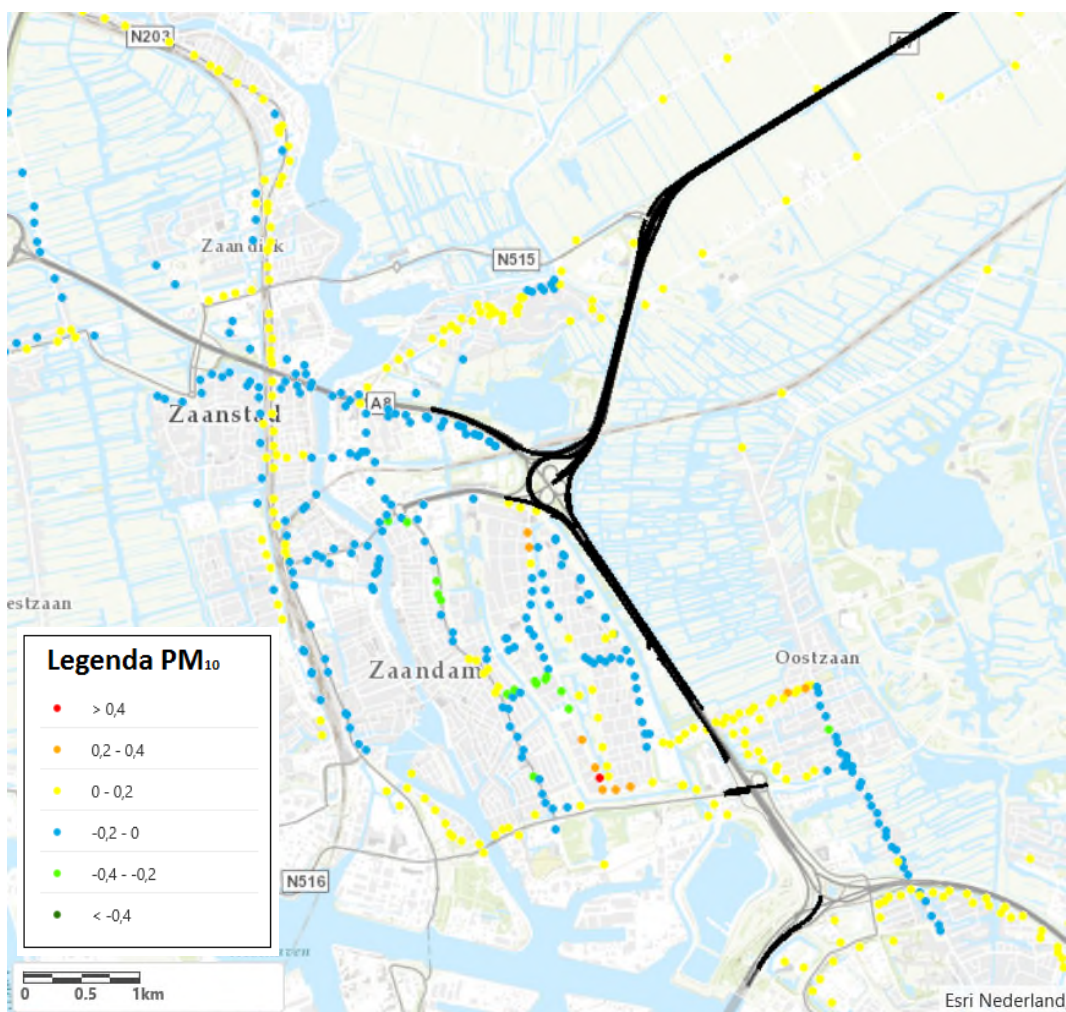 N203
A7
Zaandijk
N515
A8
Zaanstad
estzaan
Zaandam
Oostzaan
Legenda PM₁₀
> 0,4
0,2 - 0,4
0 - 0,2
-0,2 - 0
-0,4 - -0,2
< -0,4
N516
0 0.5 1km
Esri Nederland